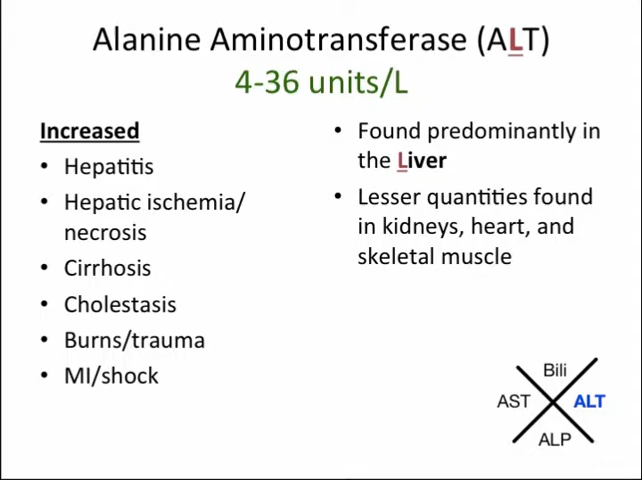 Alanine Aminotransferase (ALT)
4-36 units/L
Increased
• Hepatitis
• Hepatic ischemia/
necrosis
• Cirrhosis
• Cholestasis
• Burns/trauma
• MI/shock
• Found predominantly in
the Liver
• Lesser quantities found
in kidneys, heart, and
skeletal muscle
Bili
AST
ALT
ALP